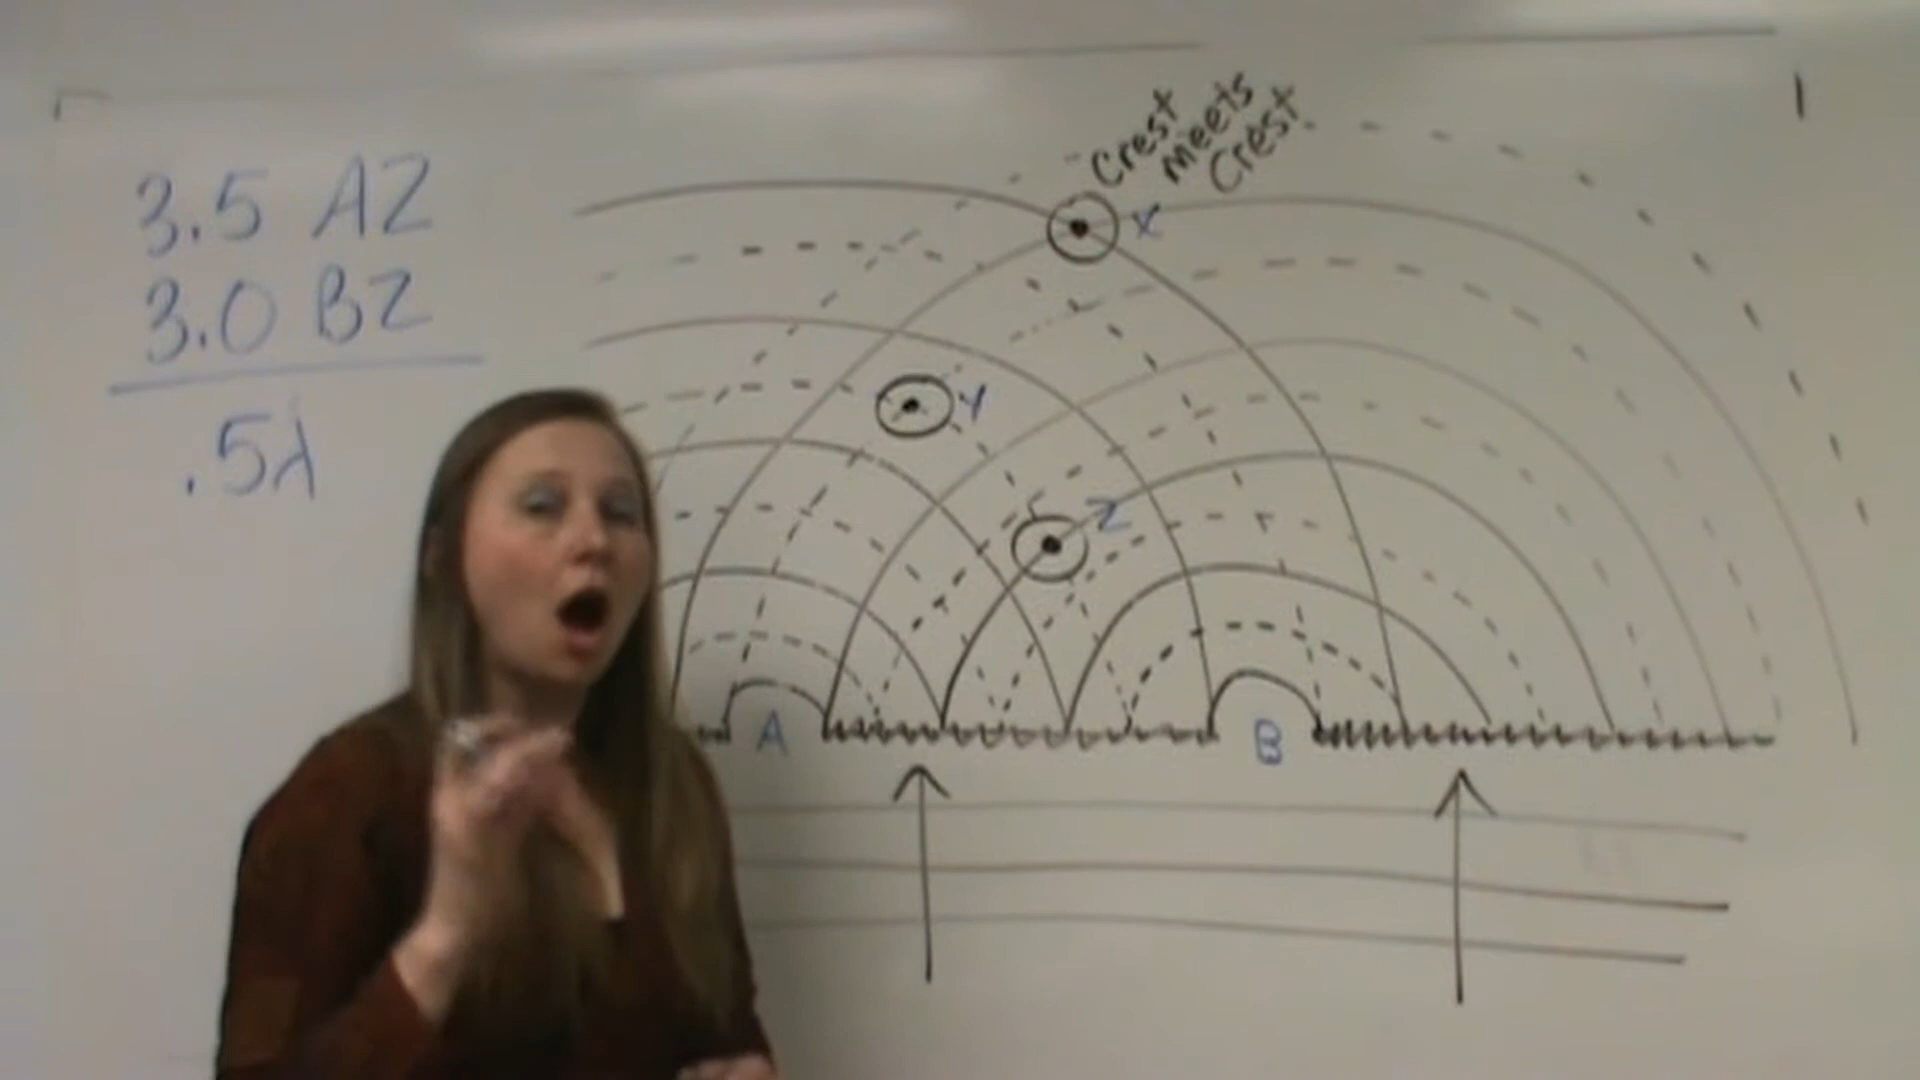 3.5 AZ
3.0 BZ
.5λ
Crest
meets
Crest
X
Y
Z
A
B